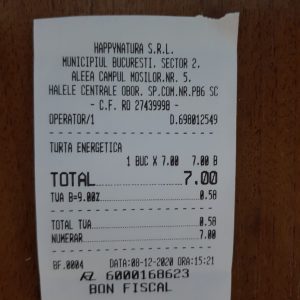 HAPPYNATURA S.R.L.
MUNICIPIUL BUCURESTI, SECTOR 2,
ALEEA CAMPUL MOSILOR,NR. 5,
HALELE CENTRALE OBOR, SP.COM.NR.PB6 SC
- C.F. RO 27439998 -
OPERATOR/1 D.698012549
TURTA ENERGETICA
1 BUC X 7.00 7.00 B
TOTAL 7.00
TVA B=9.00% 0.58
TOTAL TVA 0.58
NUMERAR 7.00
BF.0004 DATA:08-12-2020 ORA:15:21
6000168623
BON FISCAL